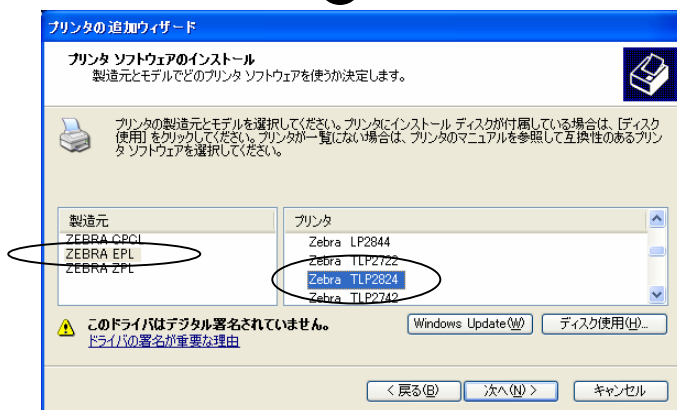 プリンタの追加ウィザード
プリンタ ソフトウェアのインストール
製造元とモデルでどのプリンタ ソフトウェアを使うか決定します。
プリンタの製造元とモデルを選択してください。プリンタにインストール ディスクが付属している場合は、[ディスク
使用] をクリックしてください。プリンタが一覧にない場合は、プリンタのマニュアルを参照して互換性のあるプリン
タ ソフトウェアを選択してください。
製造元
ZEBRA CPCL
ZEBRA EPL
ZEBRA ZPL
プリンタ
Zebra LP2844
Zebra TLP2722
Zebra TLP2824
Zebra TLP2742
このドライバはデジタル署名されていません。
ドライバの署名が重要な理由
Windows Update(W)
ディスク使用(H)...
< 戻る(B)
次へ(N) >
キャンセル